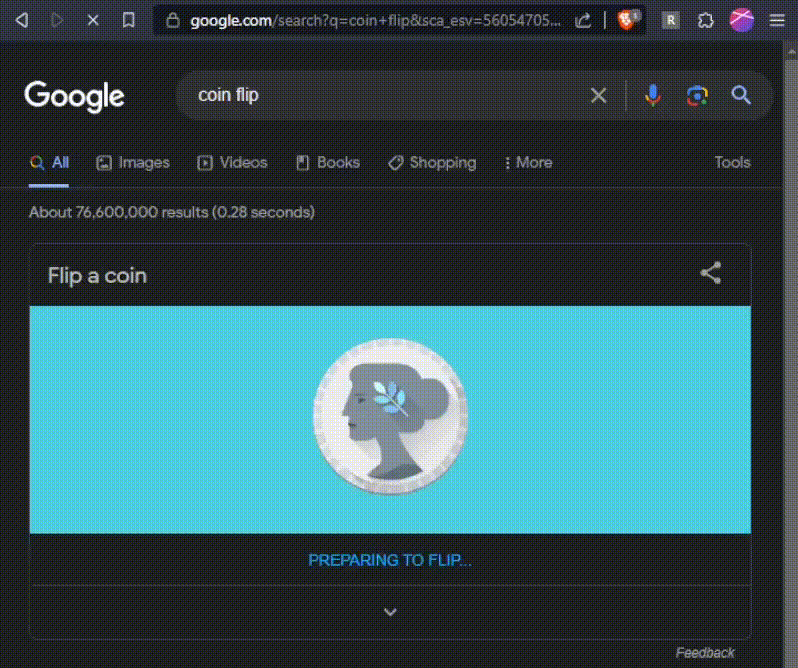 google.com/search?q=coin+flip&sca_esv=56054705...
1
R
Google
coin flip
All Images Videos Books Shopping More Tools
About 76,600,000 results (0.28 seconds)
Flip a coin
PREPARING TO FLIP...
Feedback